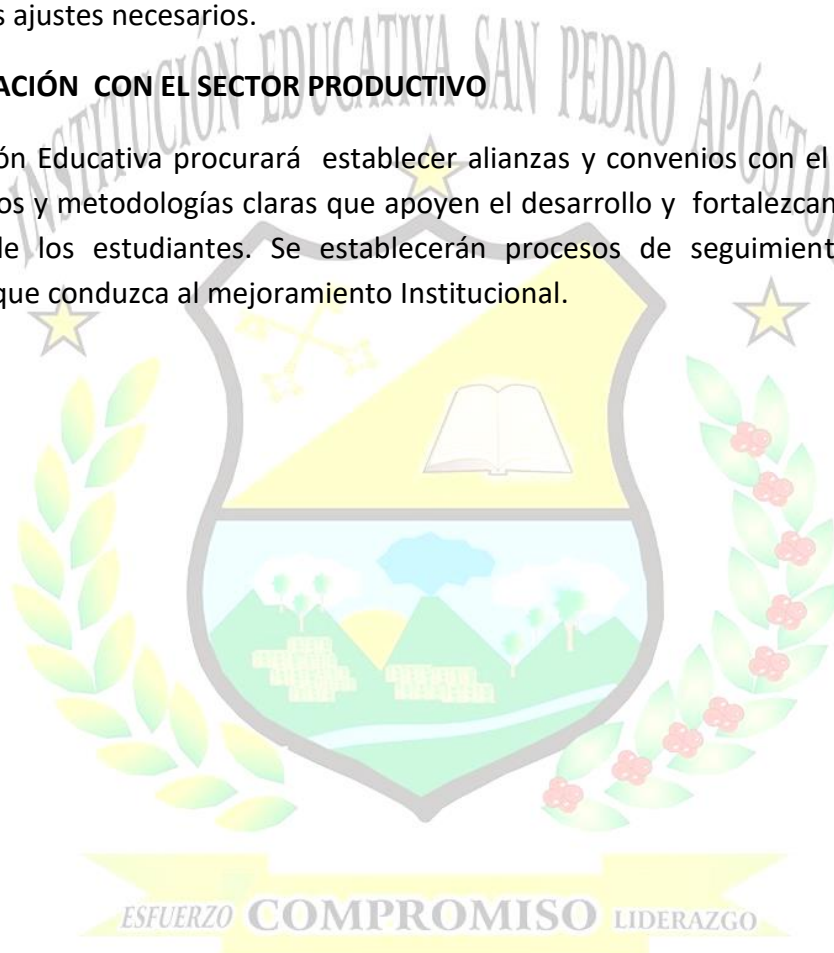 s ajustes necesarios.
INSTITUCIÓN EDUCATIVA SAN PEDRO APÓSTOL
ACIÓN  CON EL SECTOR PRODUCTIVO
ón Educativa procurará  establecer alianzas y convenios con el
os y metodologías claras que apoyen el desarrollo y  fortalezcan
de los estudiantes. Se establecerán procesos de seguimient
que conduzca al mejoramiento Institucional.
ESFUERZO COMPROMISO LIDERAZGO